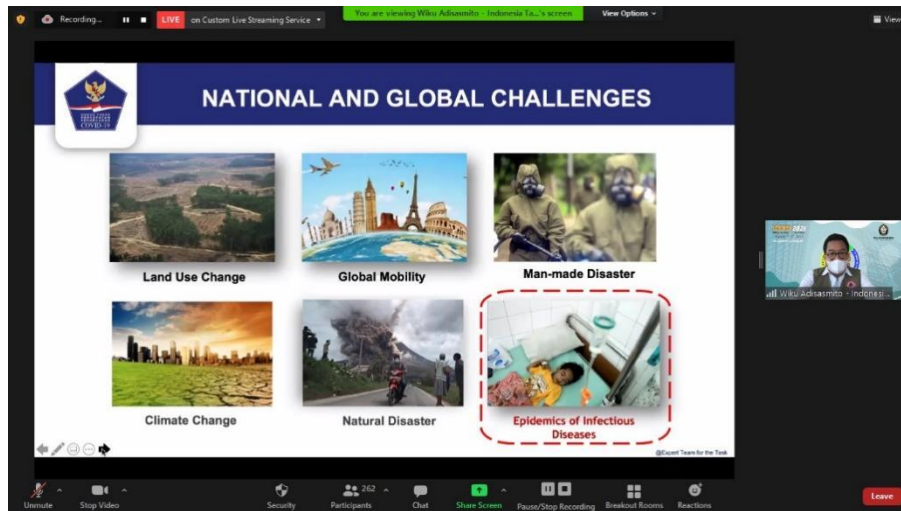 Recording...
LIVE
on Custom Live Streaming Service
You are viewing Wiku Adisasmito - Indonesia Ta...'s screen
View Options
View
NATIONAL AND GLOBAL CHALLENGES
COVID-19
Land Use Change
Global Mobility
Man-made Disaster
Climate Change
Natural Disaster
Epidemics of Infectious
Diseases
@Expert Team for the Task
Wiku Adisasmito - Indonesi...
Unmute
Stop Video
Security
262
Participants
Chat
Share Screen
Pause/Stop Recording
Breakout Rooms
Reactions
Leave